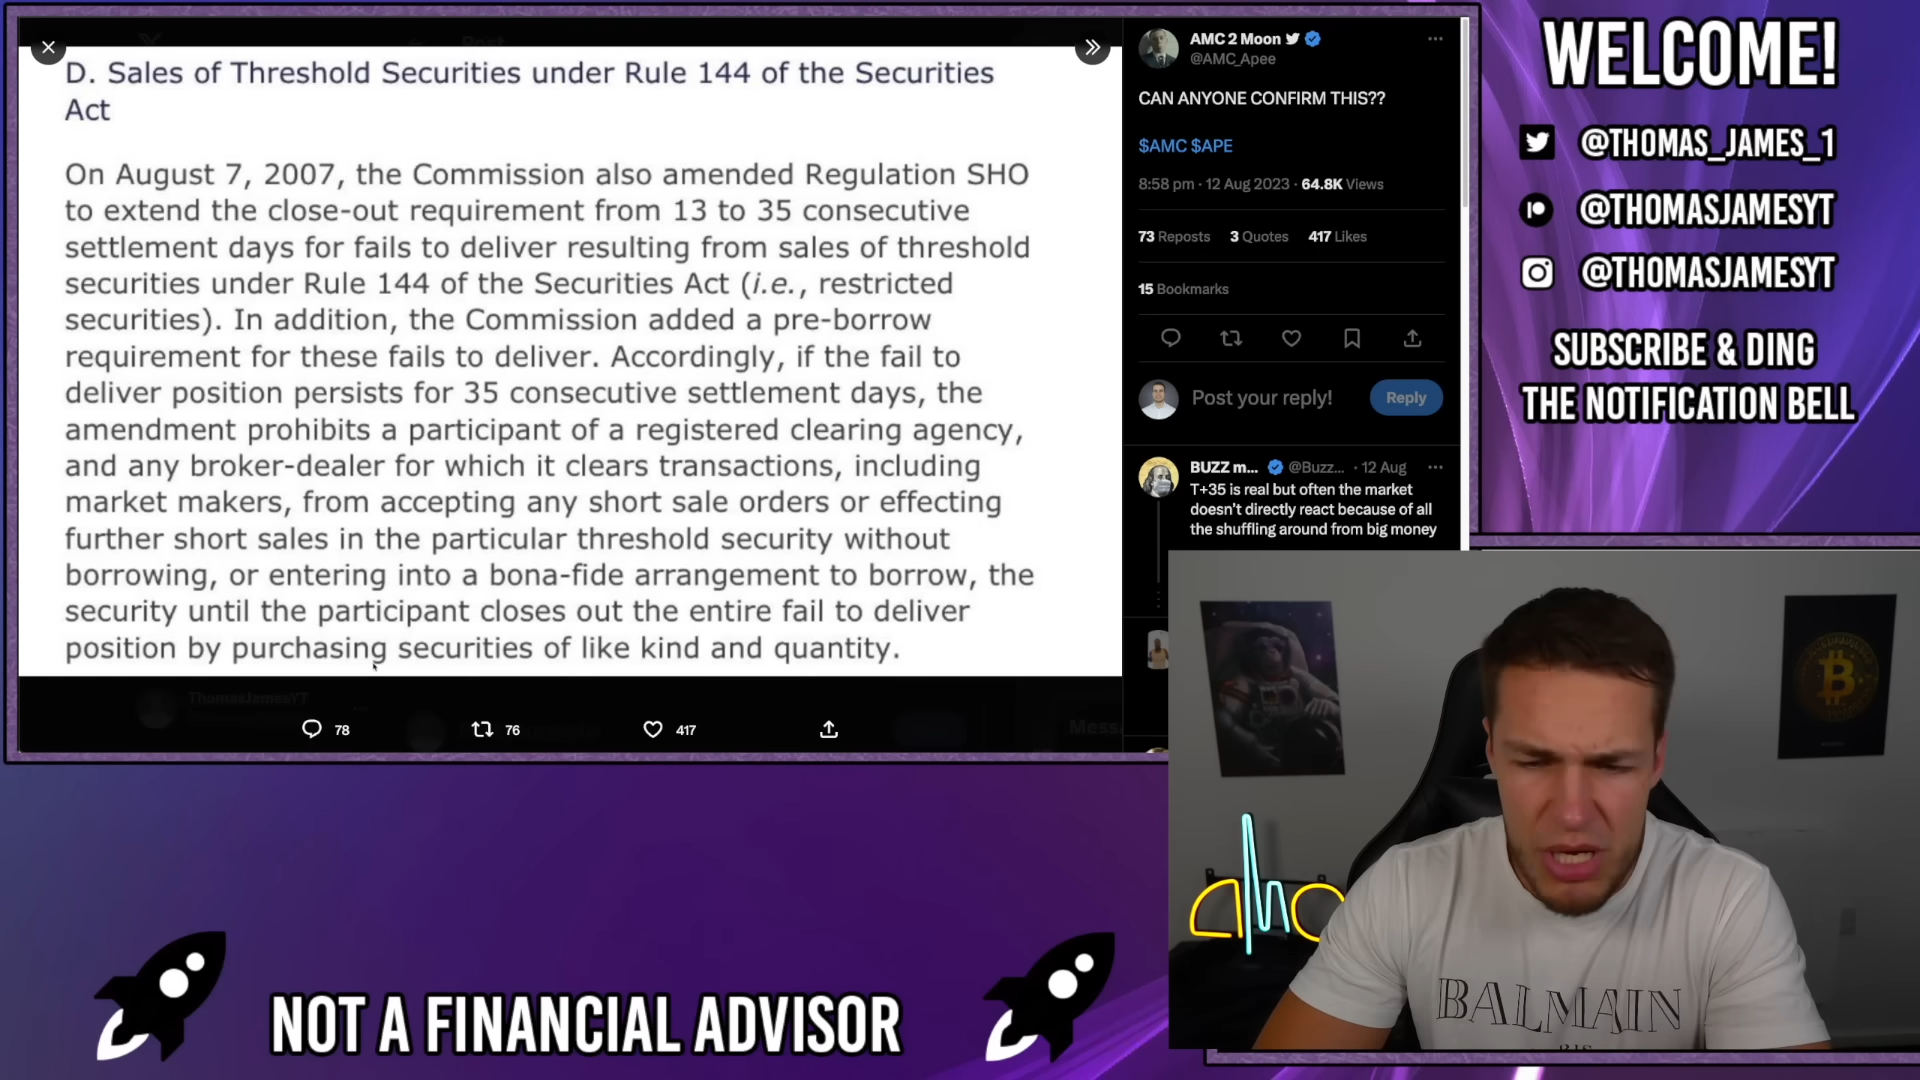 D. Sales of Threshold Securities under Rule 144 of the Securities
Act
On August 7, 2007, the Commission also amended Regulation SHO
to extend the close-out requirement from 13 to 35 consecutive
settlement days for fails to deliver resulting from sales of threshold
securities under Rule 144 of the Securities Act (i.e., restricted
securities). In addition, the Commission added a pre-borrow
requirement for these fails to deliver. Accordingly, if the fail to
deliver position persists for 35 consecutive settlement days, the
amendment prohibits a participant of a registered clearing agency,
and any broker-dealer for which it clears transactions, including
market makers, from accepting any short sale orders or effecting
further short sales in the particular threshold security without
borrowing, or entering into a bona-fide arrangement to borrow, the
security until the participant closes out the entire fail to deliver
position by purchasing securities of like kind and quantity.
ThomasJamesYT
78
76
417
AMC 2 Moon
@AMC_Apee
CAN ANYONE CONFIRM THIS??
$AMC $APE
8:58 pm · 12 Aug 2023 · 64.8K Views
73 Reposts 3 Quotes 417 Likes
15 Bookmarks
Post your reply!
Reply
BUZZ m... @Buzz... · 12 Aug
T+35 is real but often the market
doesn't directly react because of all
the shuffling around from big money
WELCOME!
@THOMAS_JAMES_1
@THOMASJAMESYT
@THOMASJAMESYT
SUBSCRIBE & DING
THE NOTIFICATION BELL
BALMAIN
NOT A FINANCIAL ADVISOR